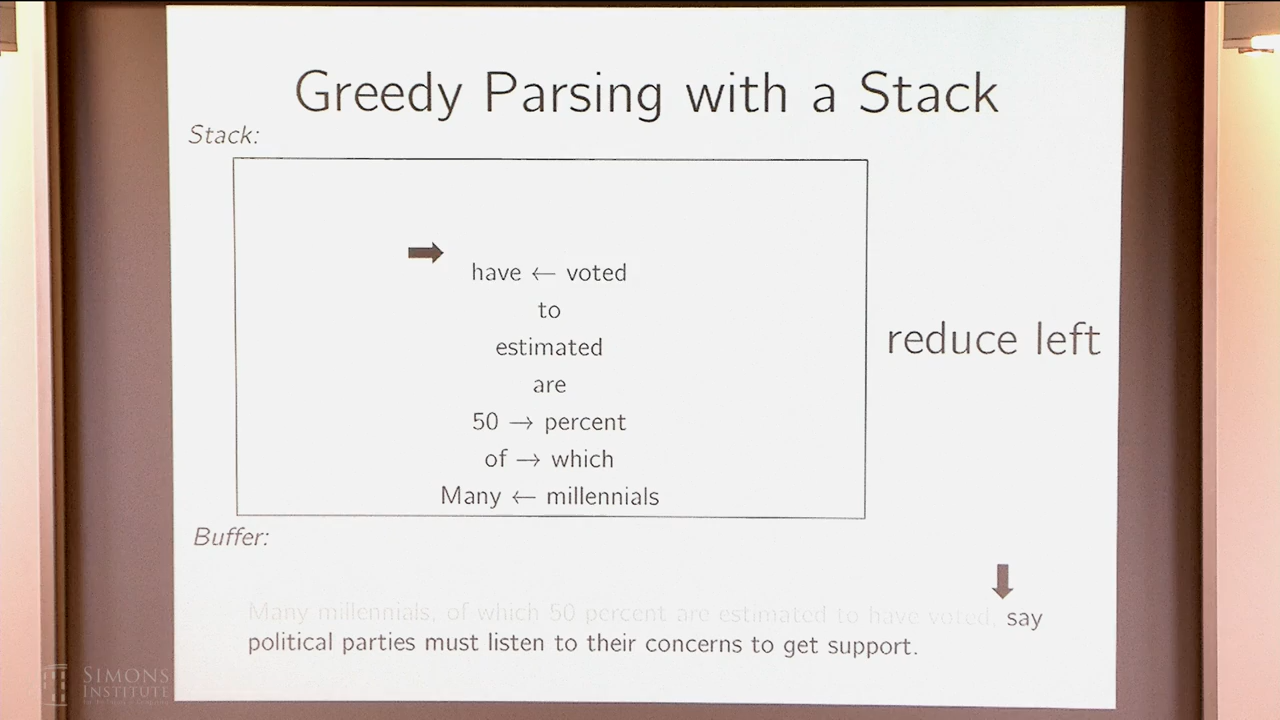 Greedy Parsing with a Stack
Stack:
have ← voted
to
estimated
are
50 → percent
of → which
Many ← millennials
reduce left
Buffer:
Many millennials, of which 50 percent are estimated to have voted, say
political parties must listen to their concerns to get support.
SIMONS
INSTITUTE